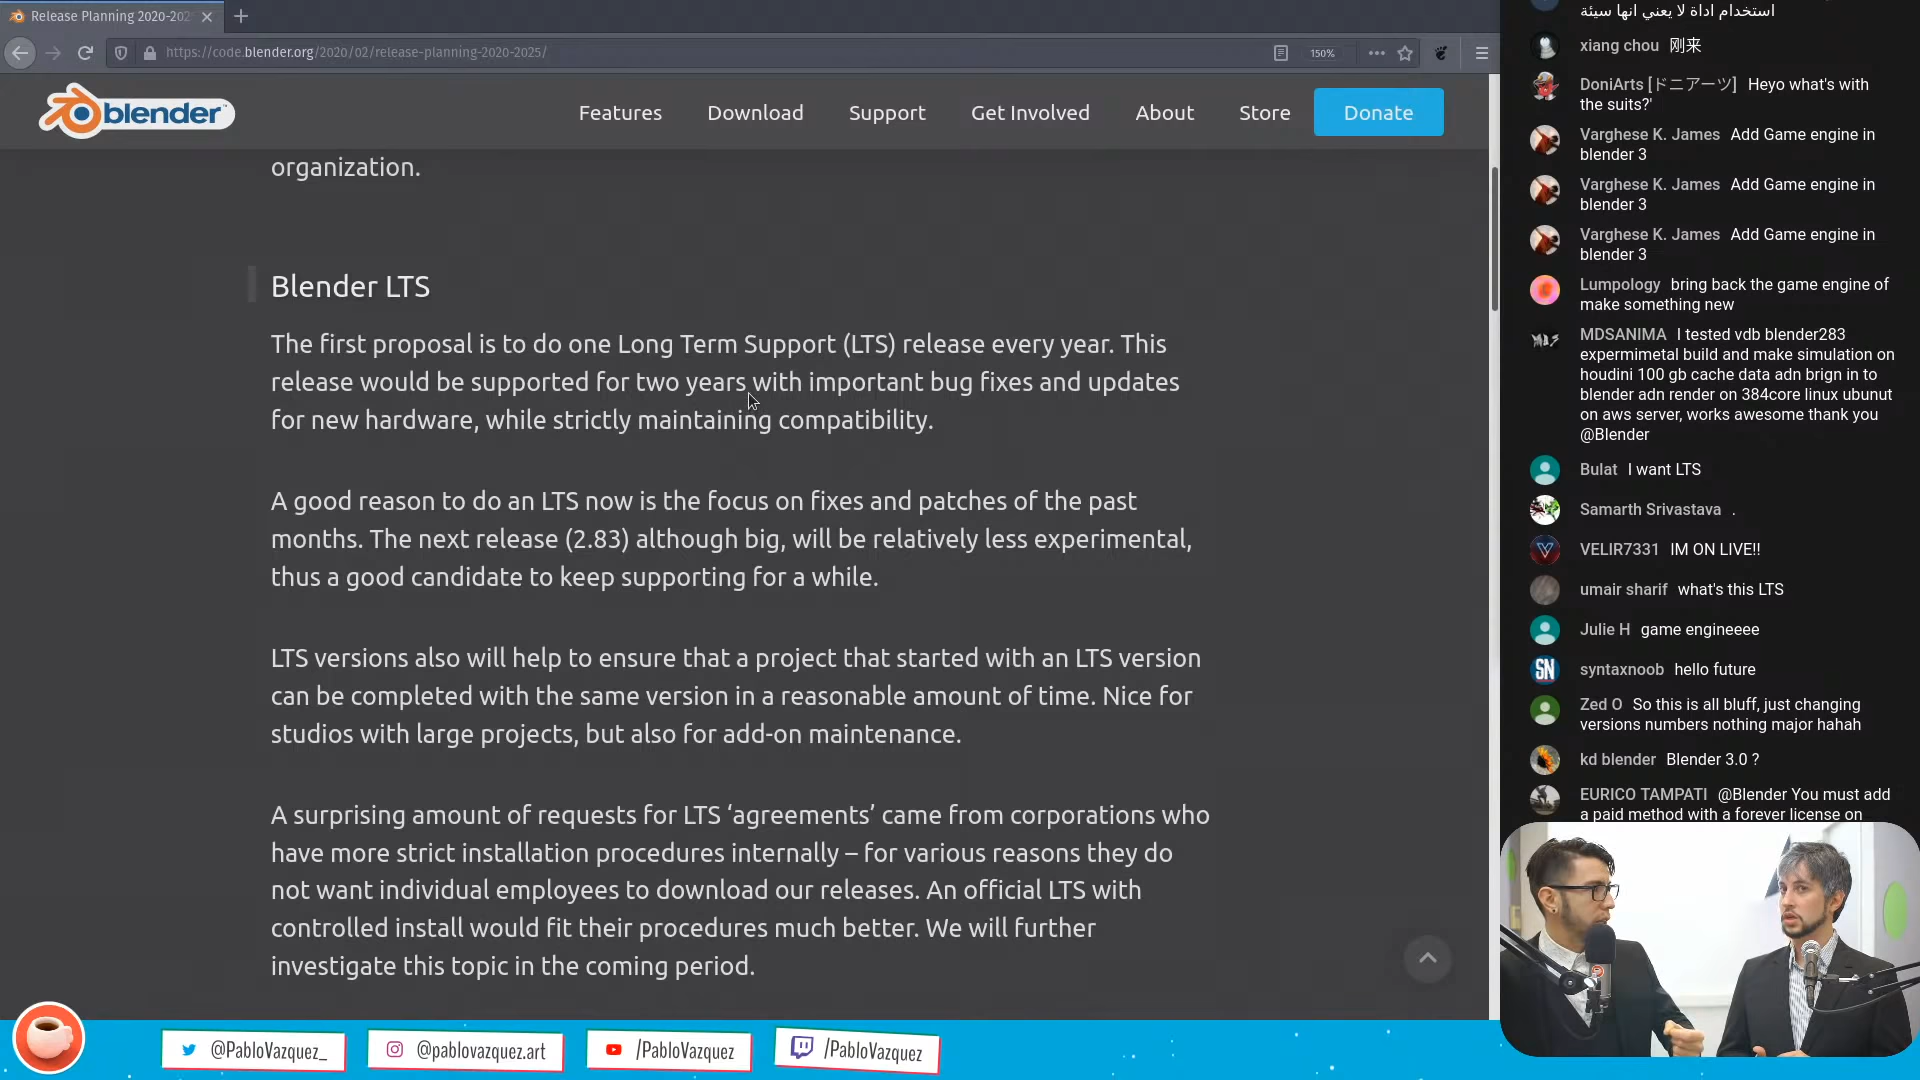 Release Planning 2020-202
https://code.blender.org/2020/02/release-planning-2020-2025/
150%
blender
Features
Download
Support
Get Involved
About
Store
Donate
organization.
Blender LTS
The first proposal is to do one Long Term Support (LTS) release every year. This
release would be supported for two years with important bug fixes and updates
for new hardware, while strictly maintaining compatibility.
A good reason to do an LTS now is the focus on fixes and patches of the past
months. The next release (2.83) although big, will be relatively less experimental,
thus a good candidate to keep supporting for a while.
LTS versions also will help to ensure that a project that started with an LTS version
can be completed with the same version in a reasonable amount of time. Nice for
studios with large projects, but also for add-on maintenance.
A surprising amount of requests for LTS ‘agreements’ came from corporations who
have more strict installation procedures internally – for various reasons they do
not want individual employees to download our releases. An official LTS with
controlled install would fit their procedures much better. We will further
investigate this topic in the coming period.
استخدام اداة لا يعني انها سيئة
xiang chou 刚来
DoniArts [ドニアーツ] Heyo what's with
the suits?'
Varghese K. James Add Game engine in
blender 3
Varghese K. James Add Game engine in
blender 3
Varghese K. James Add Game engine in
blender 3
Lumpology bring back the game engine of
make something new
MDSANIMA I tested vdb blender283
expermimetal build and make simulation on
houdini 100 gb cache data adn brign in to
blender adn render on 384core linux ubunut
on aws server, works awesome thank you
@Blender
Bulat I want LTS
Samarth Srivastava .
VELIR7331 IM ON LIVE!!
umair sharif what's this LTS
Julie H game engineeee
SN
syntaxnoob hello future
Zed O So this is all bluff, just changing
versions numbers nothing major hahah
kd blender Blender 3.0 ?
EURICO TAMPATI @Blender You must add
a paid method with a forever license on
@PabloVazquez_
@pablovazquez.art
/PabloVazquez
/PabloVazquez